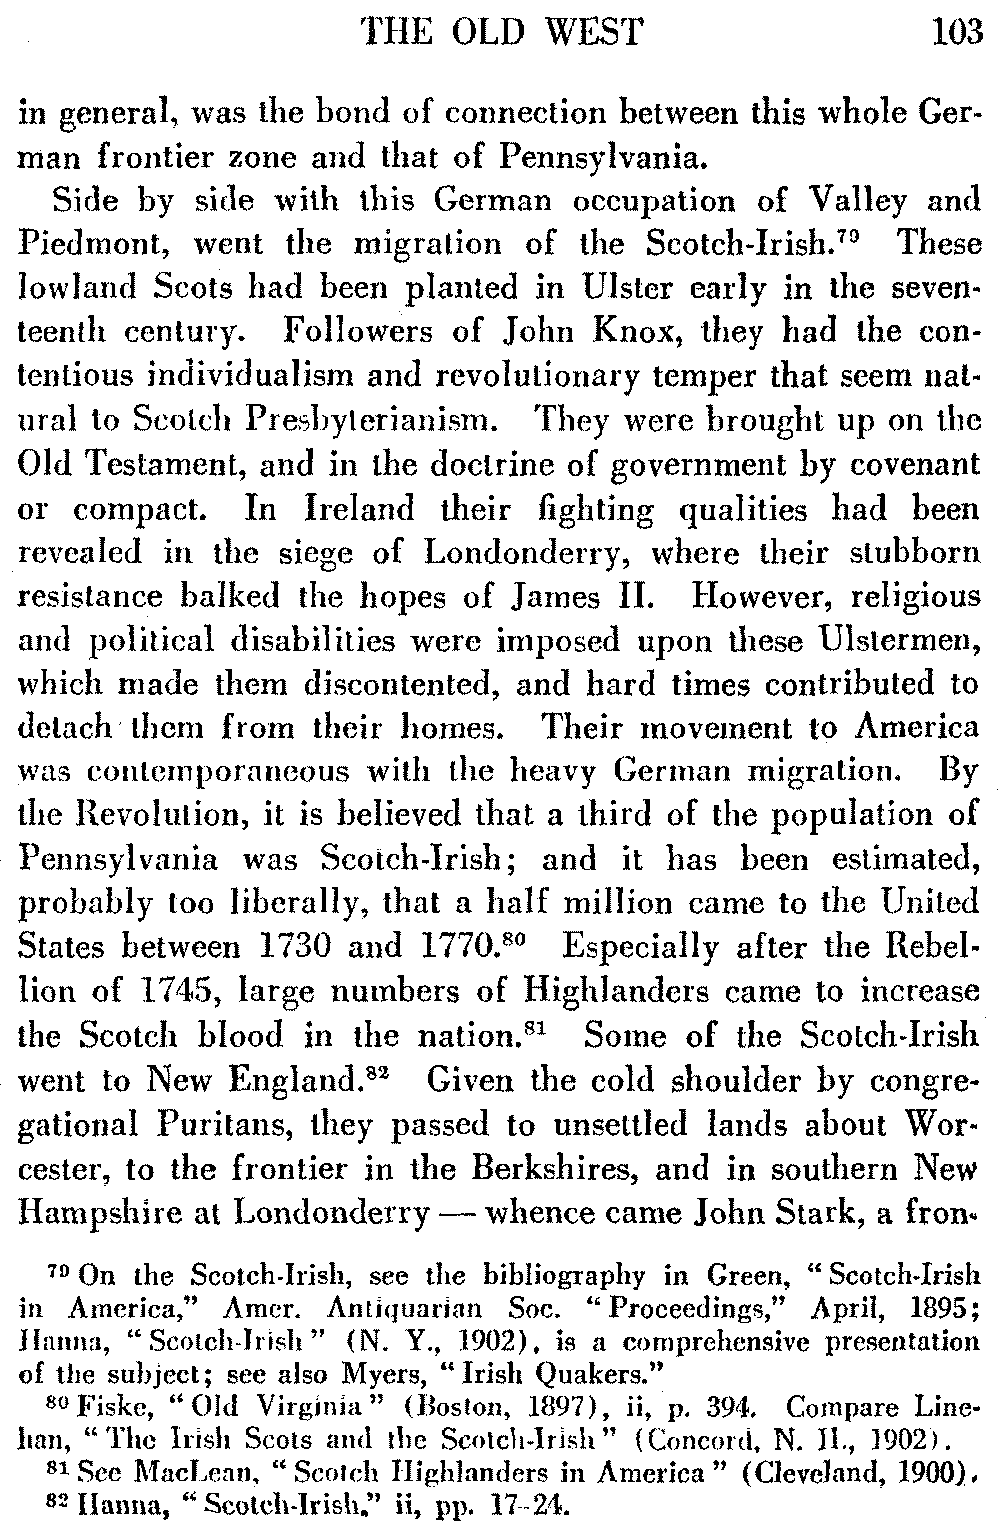 THE OLD WEST 103
in general, was the bond of connection between this whole Ger-
man frontier zone and that of Pennsylvania.
Side by side with this German occupation of Valley and
Piedmont, went the migration of the Scotch-Irish.⁷⁹ These
lowland Scots had been planted in Ulster early in the seven-
teenth century. Followers of John Knox, they had the con-
tentious individualism and revolutionary temper that seem nat-
ural to Scotch Presbyterianism. They were brought up on the
Old Testament, and in the doctrine of government by covenant
or compact. In Ireland their fighting qualities had been
revealed in the siege of Londonderry, where their stubborn
resistance balked the hopes of James II. However, religious
and political disabilities were imposed upon these Ulstermen,
which made them discontented, and hard times contributed to
detach them from their homes. Their movement to America
was contemporaneous with the heavy German migration. By
the Revolution, it is believed that a third of the population of
Pennsylvania was Scotch-Irish; and it has been estimated,
probably too liberally, that a half million came to the United
States between 1730 and 1770.⁸⁰ Especially after the Rebel-
lion of 1745, large numbers of Highlanders came to increase
the Scotch blood in the nation.⁸¹ Some of the Scotch-Irish
went to New England.⁸² Given the cold shoulder by congre-
gational Puritans, they passed to unsettled lands about Wor-
cester, to the frontier in the Berkshires, and in southern New
Hampshire at Londonderry — whence came John Stark, a fron-
⁷⁹ On the Scotch-Irish, see the bibliography in Green, "Scotch-Irish
in America," Amer. Antiquarian Soc. "Proceedings," April, 1895;
Hanna, "Scotch-Irish" (N. Y., 1902), is a comprehensive presentation
of the subject; see also Myers, "Irish Quakers."
⁸⁰ Fiske, "Old Virginia" (Boston, 1897), ii, p. 394. Compare Line-
han, "The Irish Scots and the Scotch-Irish" (Concord, N. H., 1902).
⁸¹ See MacLean, "Scotch Highlanders in America" (Cleveland, 1900).
⁸² Hanna, "Scotch-Irish," ii, pp. 17-24.